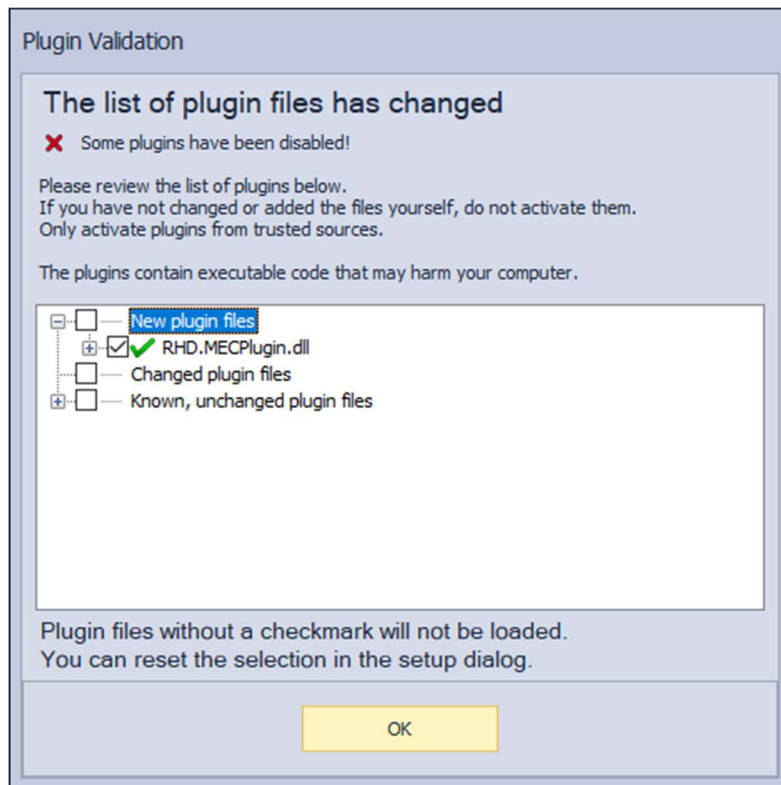 Plugin Validation
The list of plugin files has changed
Some plugins have been disabled!
Please review the list of plugins below.
If you have not changed or added the files yourself, do not activate them.
Only activate plugins from trusted sources.
The plugins contain executable code that may harm your computer.
New plugin files
RHD.MECPlugin.dll
Changed plugin files
Known, unchanged plugin files
Plugin files without a checkmark will not be loaded.
You can reset the selection in the setup dialog.
OK